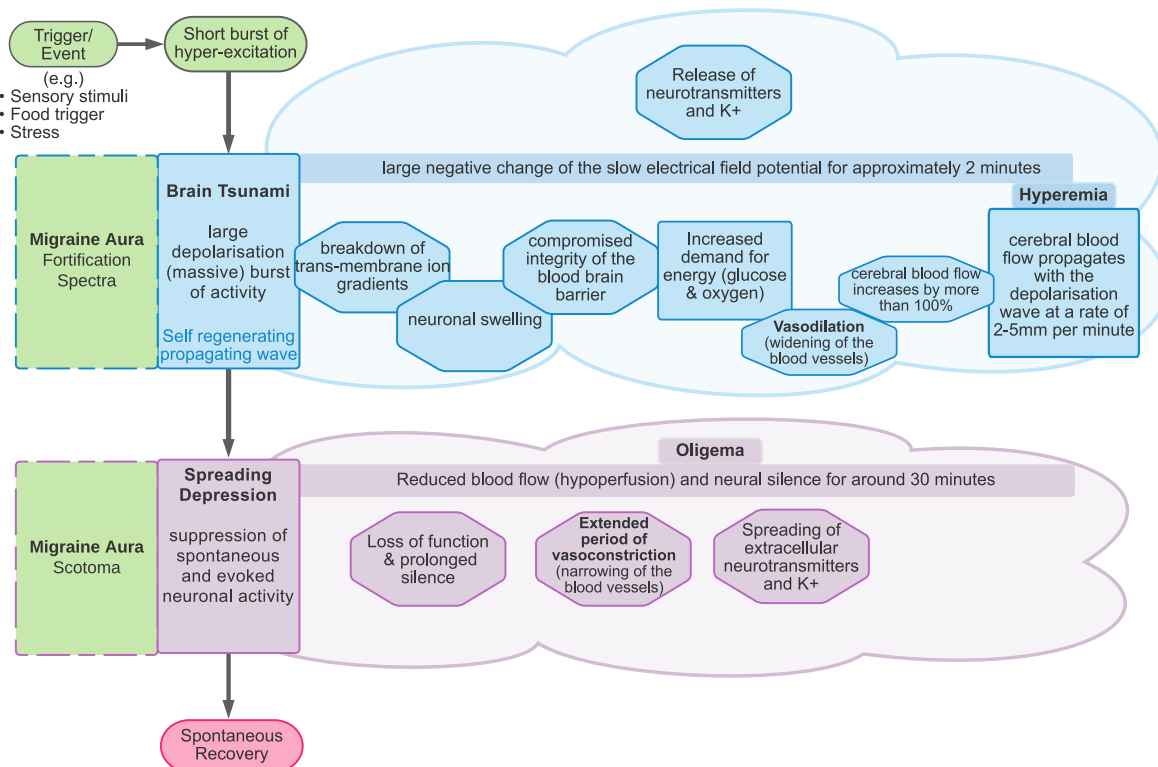 Trigger/
Event
(e.g.)
• Sensory stimuli
• Food trigger
• Stress
Short burst of
hyper-excitation
Release of
neurotransmitters
and K+
large negative change of the slow electrical field potential for approximately 2 minutes
Migraine Aura
Fortification
Spectra
Brain Tsunami
large
depolarisation
(massive) burst
of activity
Self regenerating
propagating wave
breakdown of
trans-membrane ion
gradients
neuronal swelling
compromised
integrity of the
blood brain
barrier
Increased
demand for
energy (glucose
& oxygen)
Vasodilation
(widening of the
blood vessels)
cerebral blood flow
increases by more
than 100%
Hyperemia
cerebral blood
flow propagates
with the
depolarisation
wave at a rate of
2-5mm per minute
Oligema
Reduced blood flow (hypoperfusion) and neural silence for around 30 minutes
Migraine Aura
Scotoma
Spreading
Depression
suppression of
spontaneous
and evoked
neuronal activity
Loss of function
& prolonged
silence
Extended
period of
vasoconstriction
(narrowing of the
blood vessels)
Spreading of
extracellular
neurotransmitters
and K+
Spontaneous
Recovery